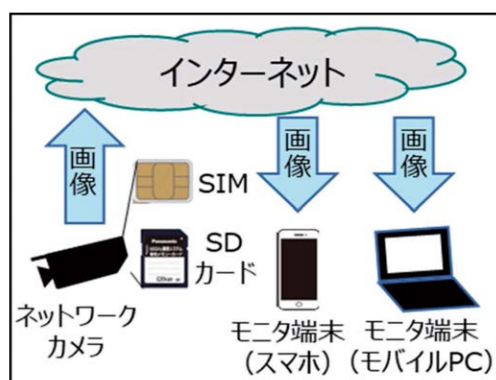 インターネット
画像
画像
画像
SIM
SD
カード
Panasonic
ネットワーク
カメラ
モニタ端末
(スマホ)
モニタ端末
(モバイルPC)